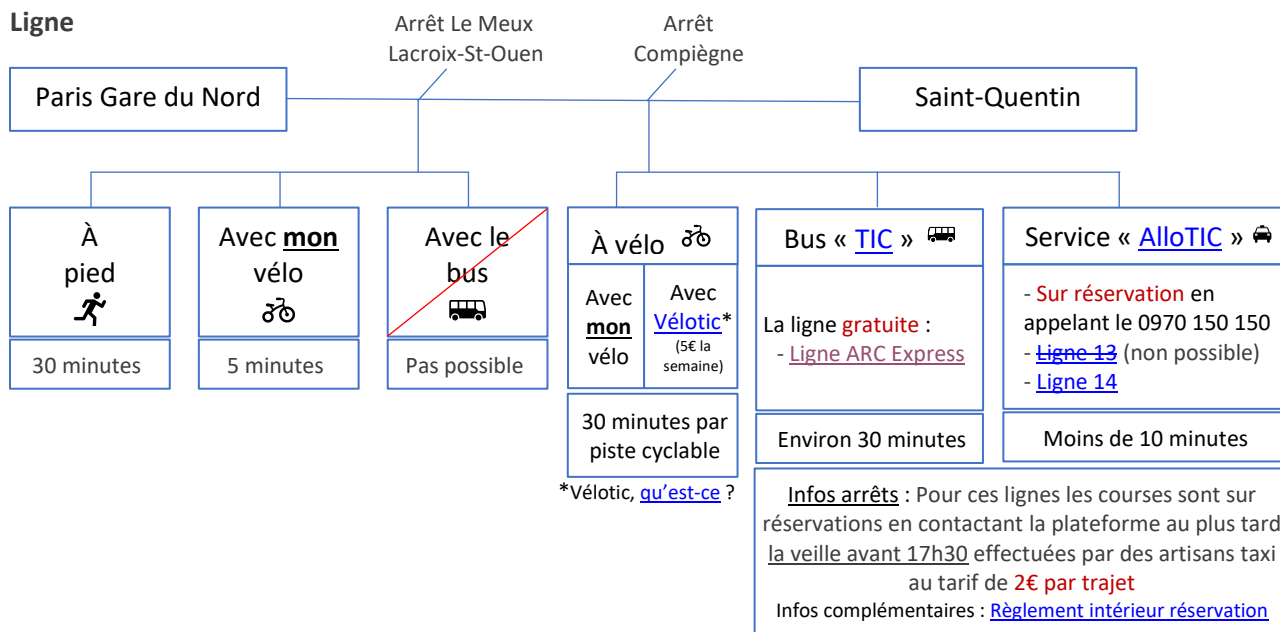 Ligne
Arrêt Le Meux
Lacroix-St-Ouen
Arrêt
Compiègne
Paris Gare du Nord
Saint-Quentin
À
pied
30 minutes
Avec mon
vélo
5 minutes
Avec le
bus
Pas possible
À vélo
Avec
mon
vélo
Avec
Vélotic*
(5€ la
semaine)
30 minutes par
piste cyclable
*Vélotic, qu’est-ce ?
Bus « TIC »
La ligne gratuite :
- Ligne ARC Express
Environ 30 minutes
Service « AlloTIC »
- Sur réservation en
appelant le 0970 150 150
- Ligne 13 (non possible)
- Ligne 14
Moins de 10 minutes
Infos arrêts : Pour ces lignes les courses sont sur
réservations en contactant la plateforme au plus tard
la veille avant 17h30 effectuées par des artisans taxi
au tarif de 2€ par trajet
Infos complémentaires : Règlement intérieur réservation